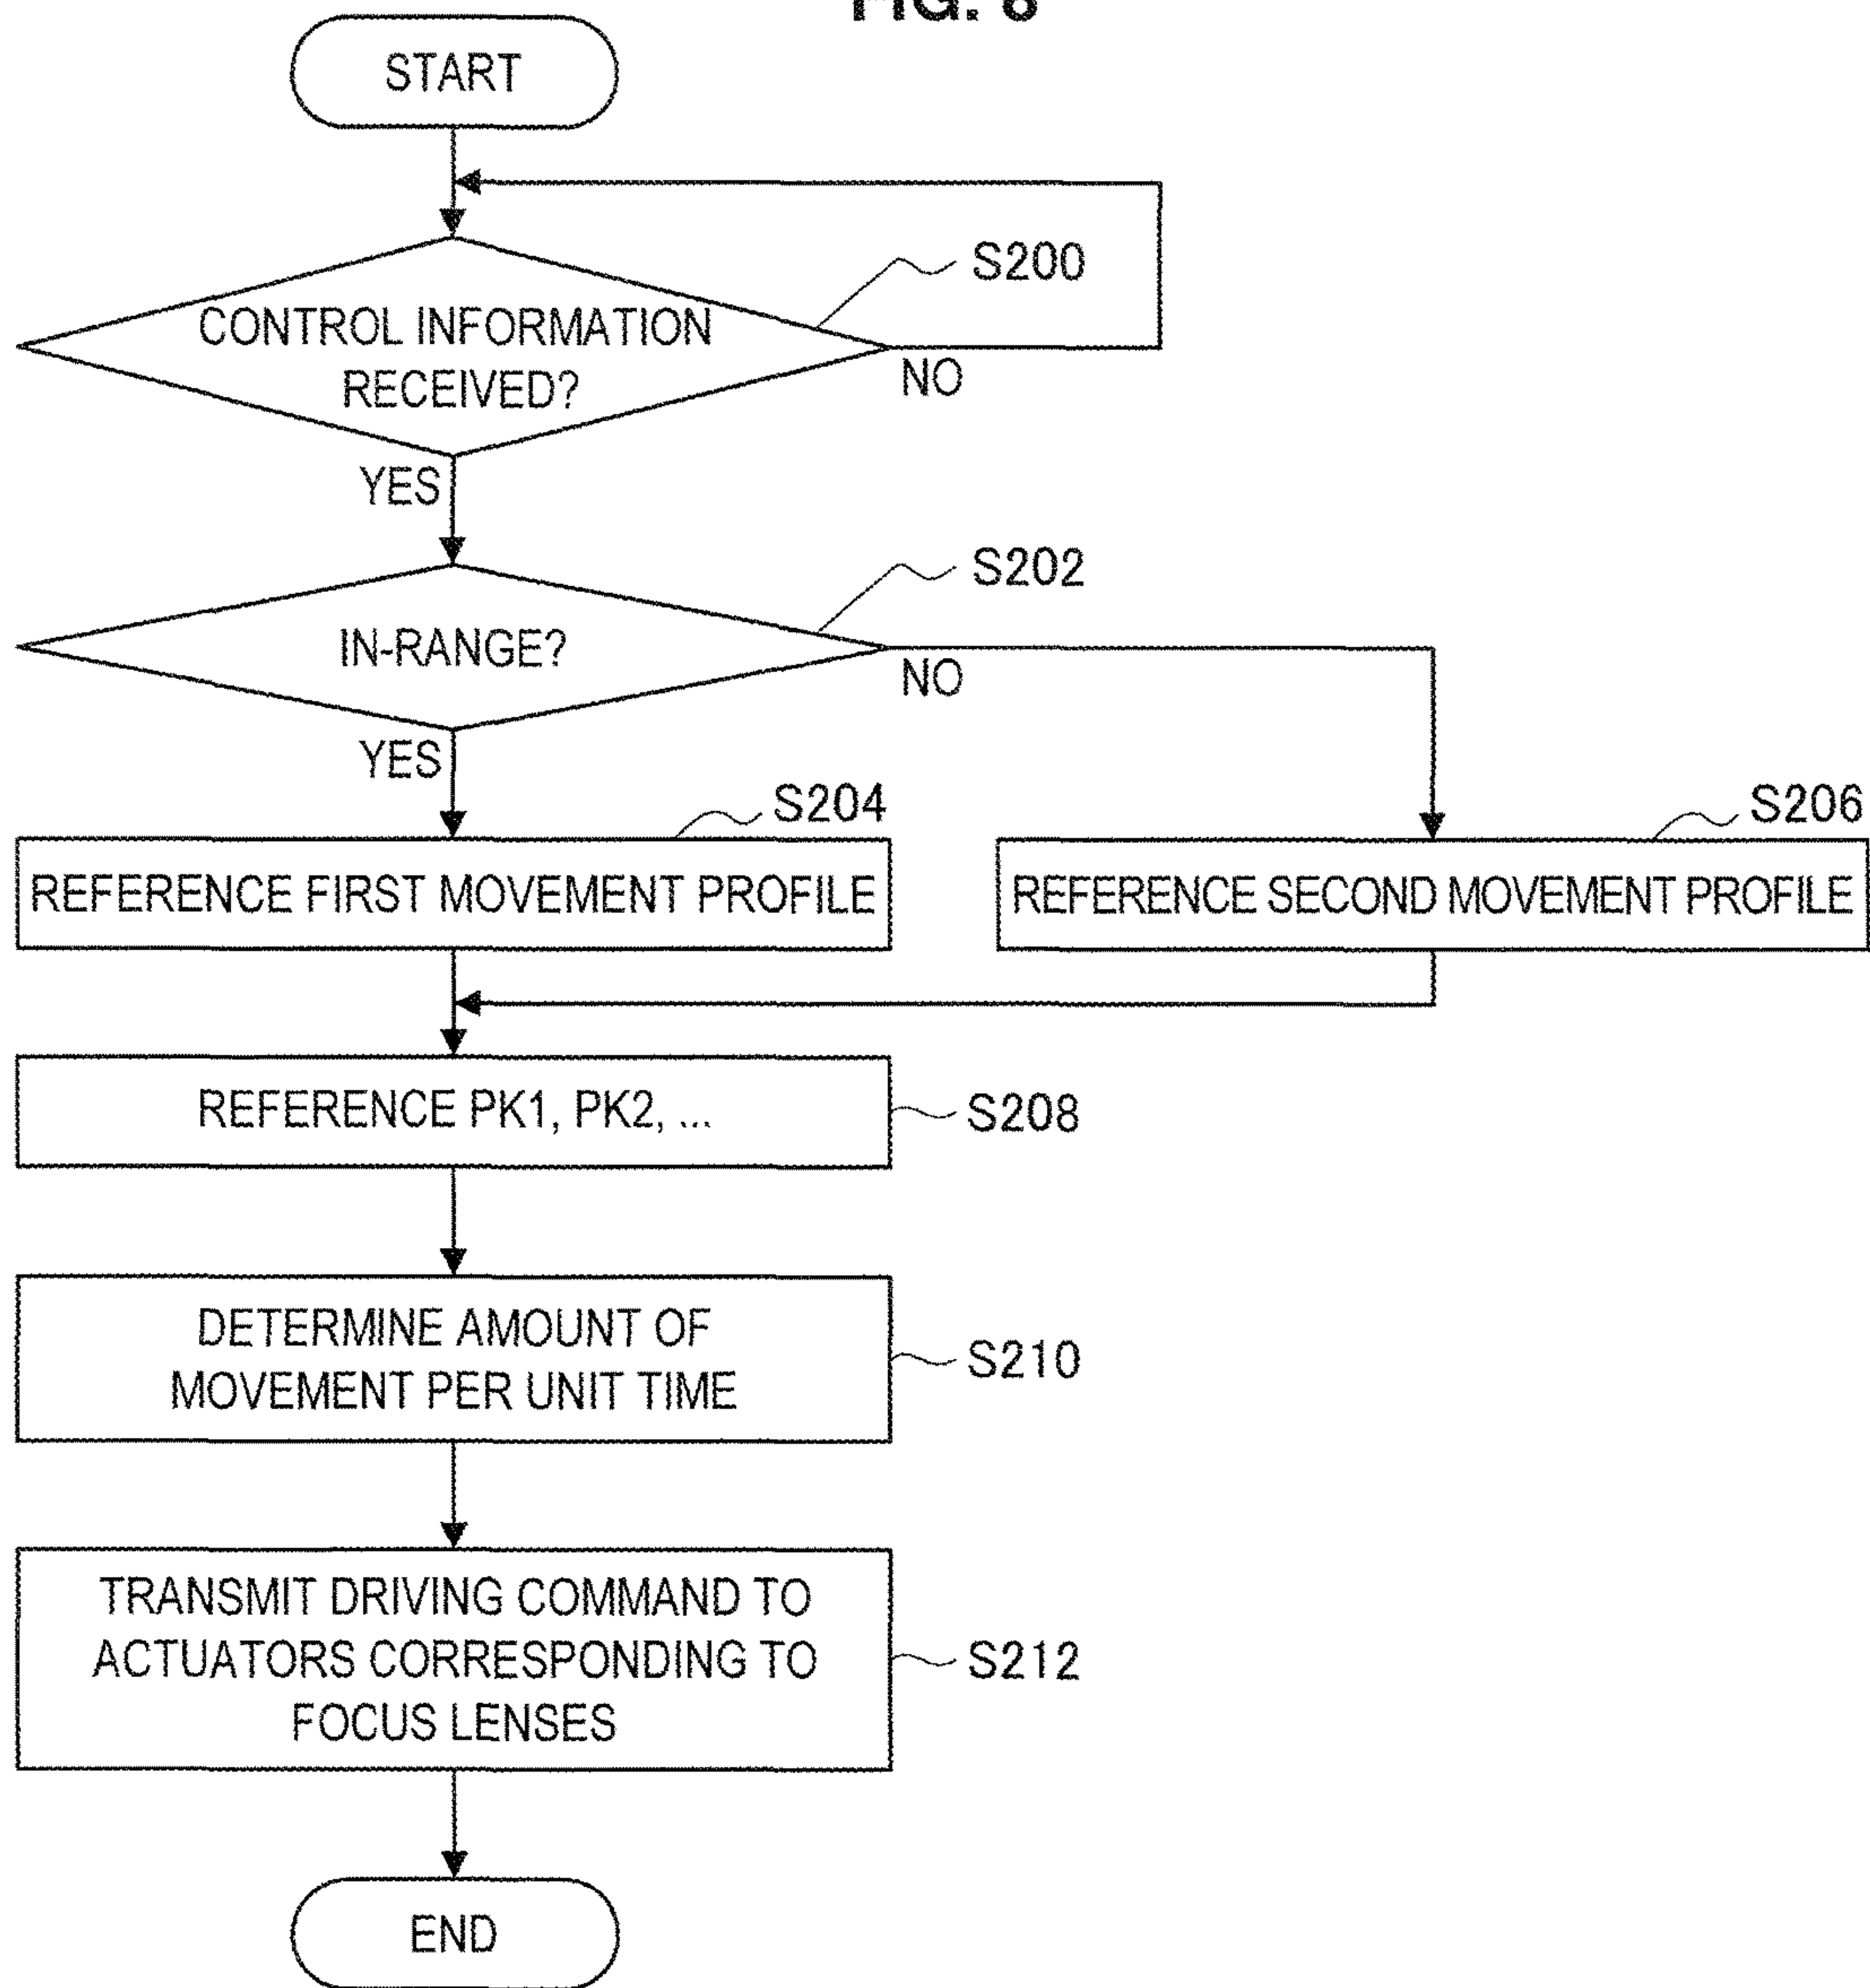 FIG. 8
START
S200
CONTROL INFORMATION
RECEIVED?
NO
YES
S202
IN-RANGE?
NO
YES
S204
S206
REFERENCE FIRST MOVEMENT PROFILE
REFERENCE SECOND MOVEMENT PROFILE
REFERENCE PK1, PK2, ...
S208
DETERMINE AMOUNT OF
MOVEMENT PER UNIT TIME
S210
TRANSMIT DRIVING COMMAND TO
ACTUATORS CORRESPONDING TO
FOCUS LENSES
S212
END